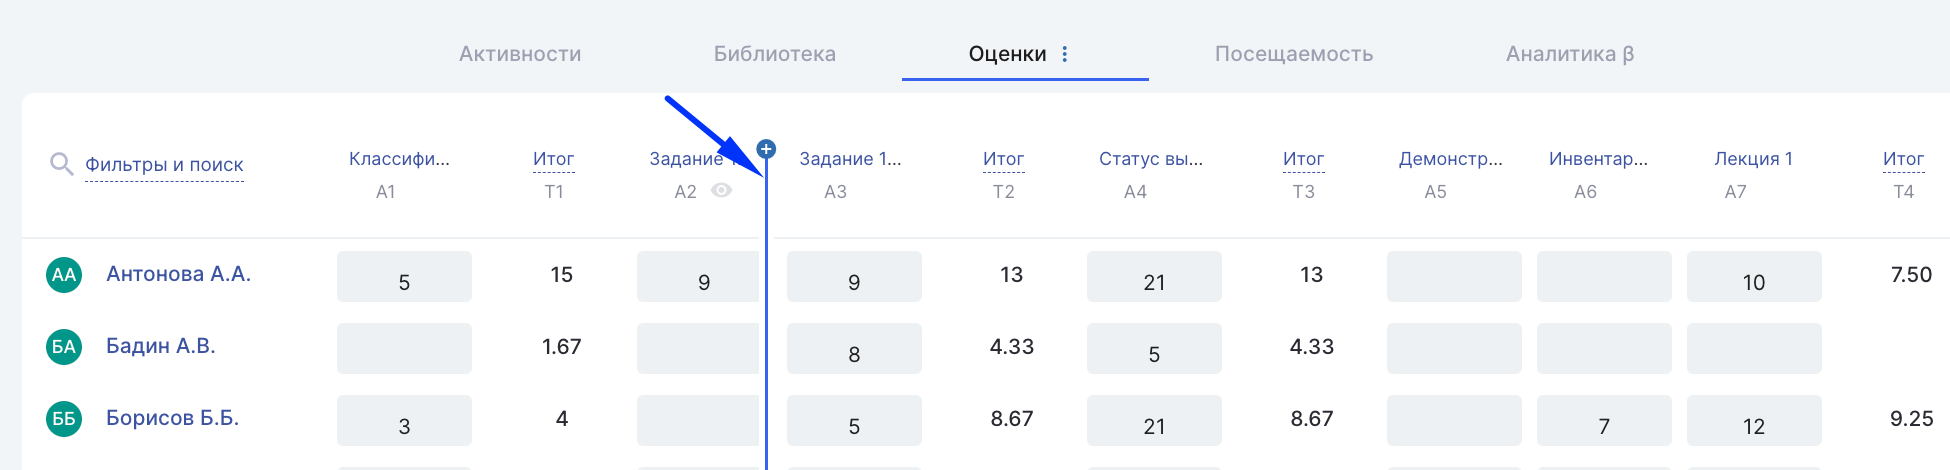 Активности Библиотека Оценки Посещаемость Аналитика β
Фильтры и поиск Классифи... Итог Задание 1 Задание 1... Итог Статус вы... Итог Демонстр... Инвентар... Лекция 1 Итог
A1 T1 A2 A3 T2 A4 T3 A5 A6 A7 T4
АА Антонова А.А. 5 15 9 9 13 21 13 10 7.50
БА Бадин А.В. 1.67 8 4.33 5 4.33
ББ Борисов Б.Б. 3 4 5 8.67 21 8.67 7 12 9.25